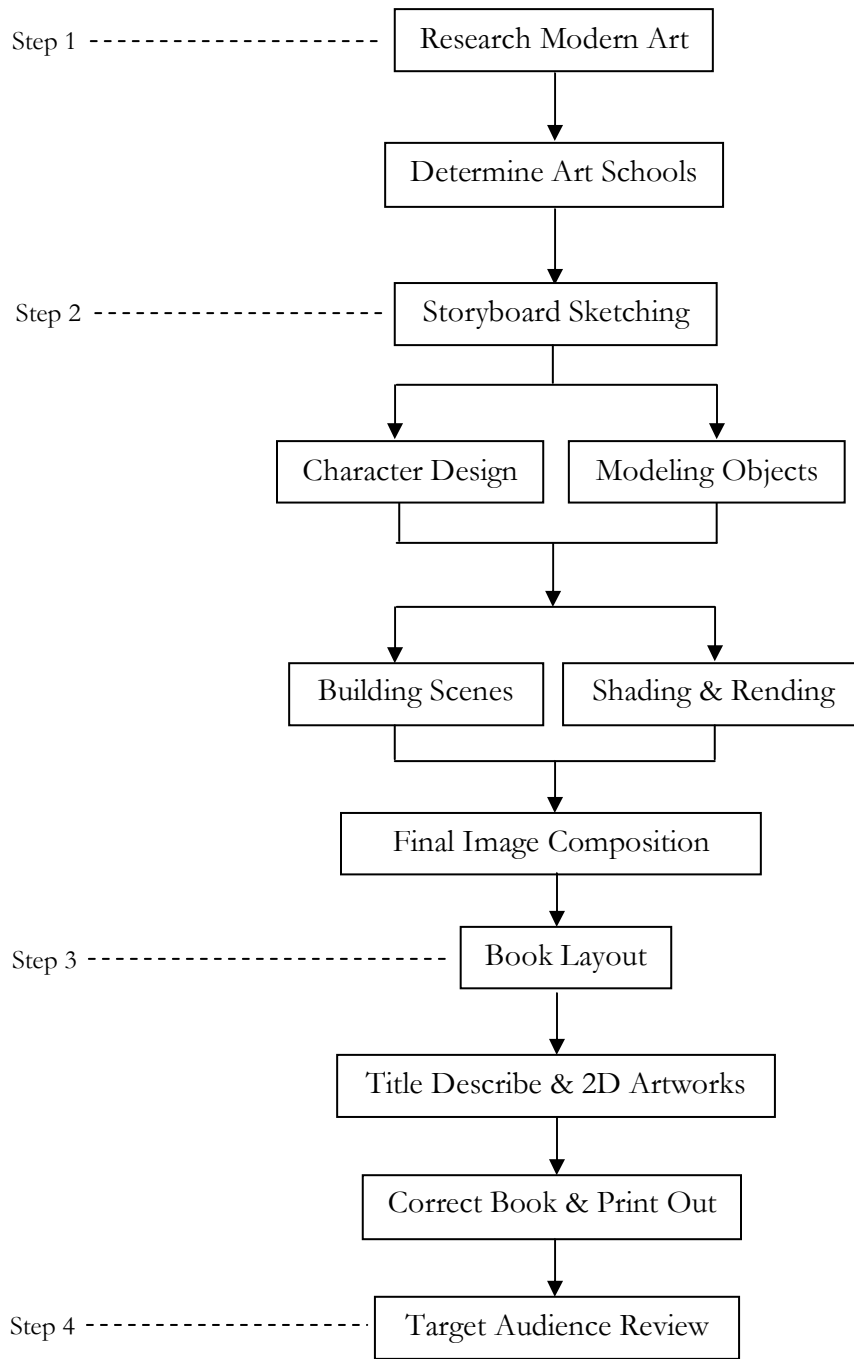 Step 1
Research Modern Art
Determine Art Schools
Step 2
Storyboard Sketching
Character Design
Modeling Objects
Building Scenes
Shading & Rending
Final Image Composition
Step 3
Book Layout
Title Describe & 2D Artworks
Correct Book & Print Out
Step 4
Target Audience Review